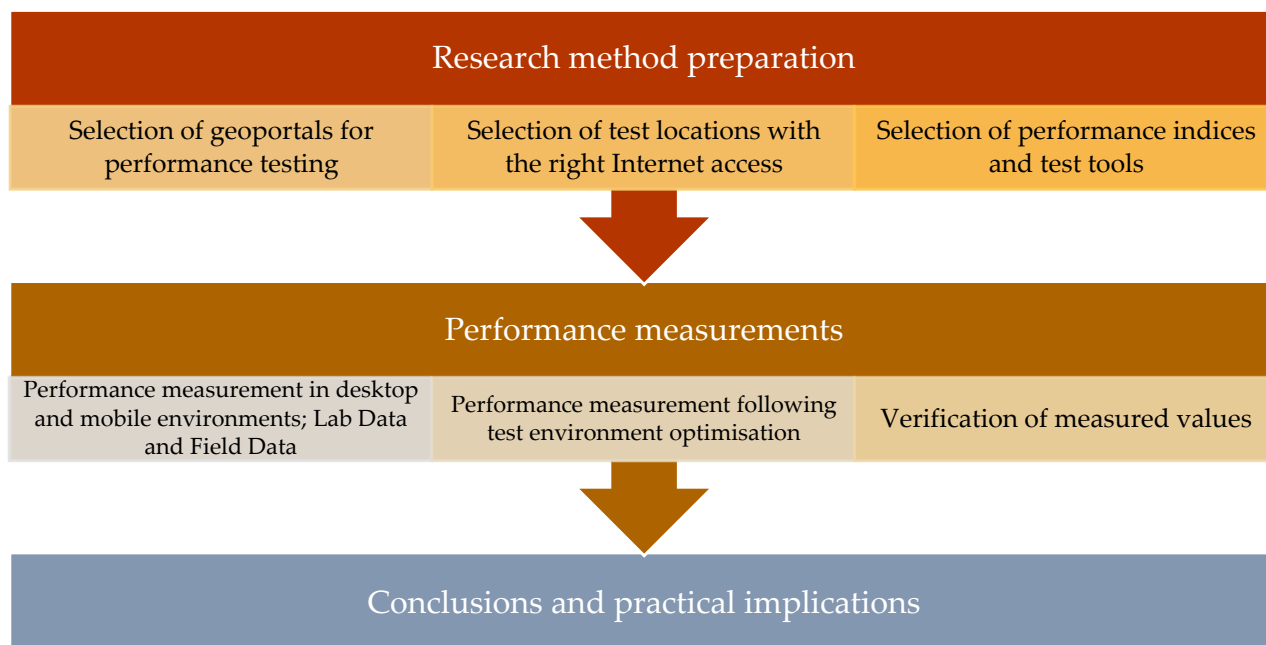 Research method preparation
Selection of geoportals for
performance testing
Selection of test locations with
the right Internet access
Selection of performance indices
and test tools
Performance measurements
Performance measurement in desktop
and mobile environments; Lab Data
and Field Data
Performance measurement following
test environment optimisation
Verification of measured values
Conclusions and practical implications